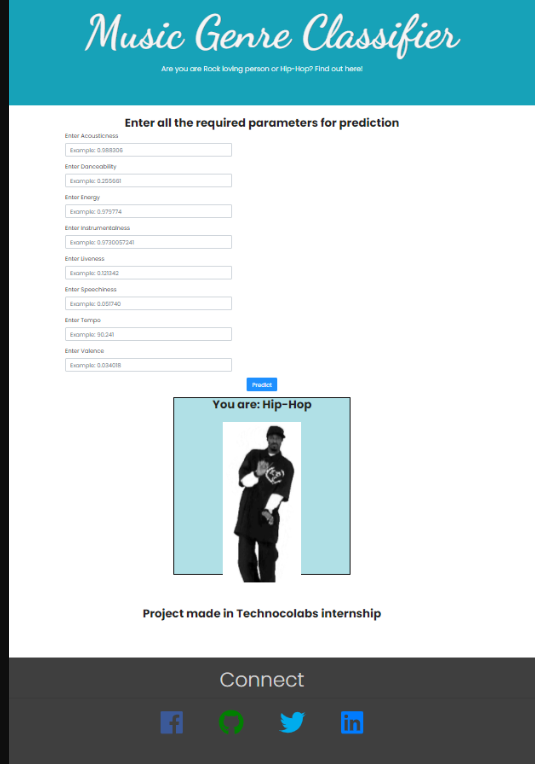 Music Genre Classifier
Are you are Rock loving person or Hip-Hop? Find out here!
Enter all the required parameters for prediction
Enter Acousticness
Example: 0.988306
Enter Danceability
Example: 0.255661
Enter Energy
Example: 0.979774
Enter Instrumentalness
Example: 0.9730057241
Enter Liveness
Example: 0.121342
Enter Speechiness
Example: 0.051740
Enter Tempo
Example: 90.241
Enter Valence
Example: 0.034018
Predict
You are: Hip-Hop
Project made in Technocolabs internship
Connect
in